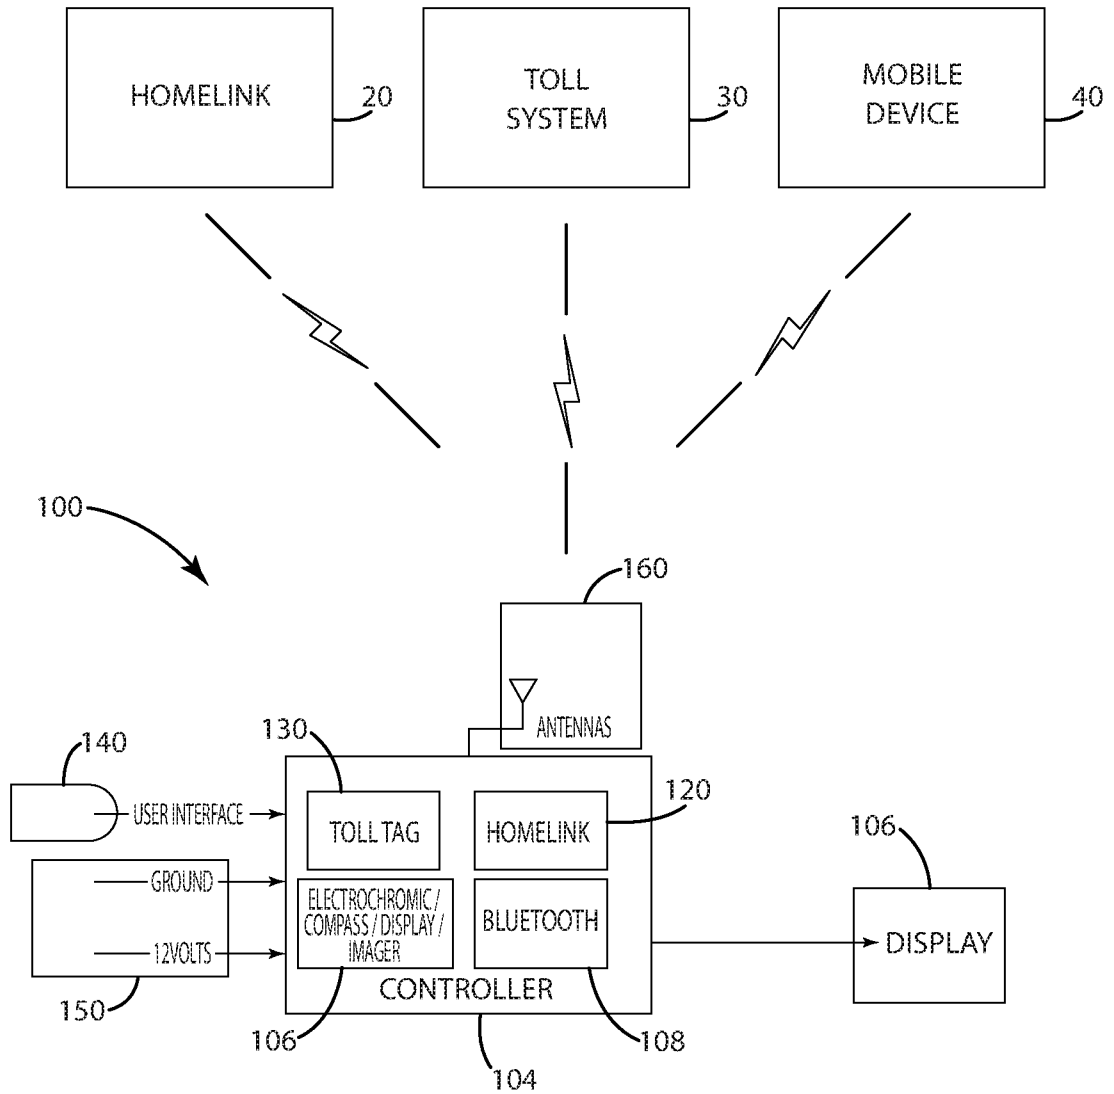 HOMELINK
20
TOLL
SYSTEM
30
MOBILE
DEVICE
40
100
160
ANTENNAS
130
140
USER INTERFACE
TOLL TAG
HOMELINK
120
106
GROUND
ELECTROCHROMIC /
COMPASS / DISPLAY /
IMAGER
BLUETOOTH
DISPLAY
12VOLTS
CONTROLLER
150
106
108
104